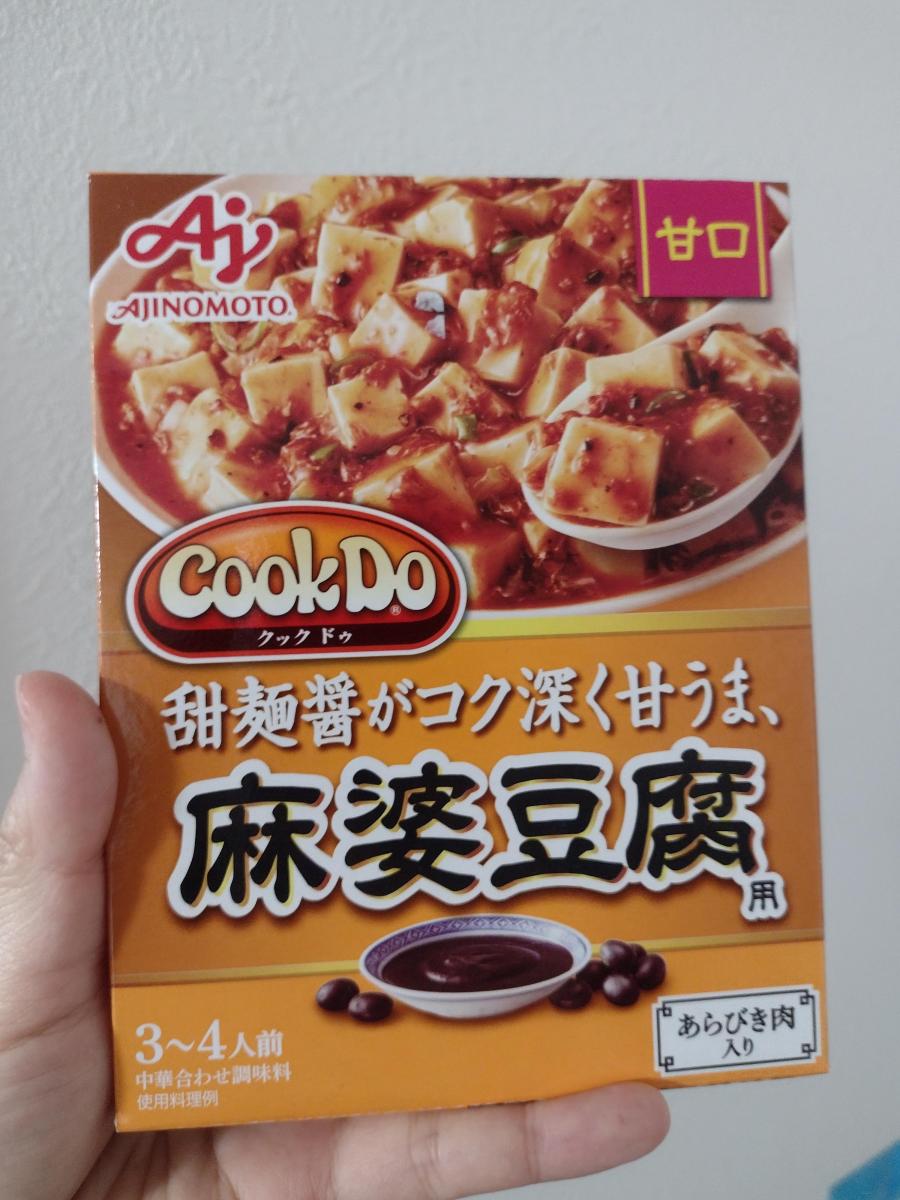 Aj
AJINOMOTO®
甘口
CookDo®
クックドゥ
甜麺醤がコク深く甘うま、
麻婆豆腐用
あらびき肉
入り
3〜4人前
中華合わせ調味料
使用料理例